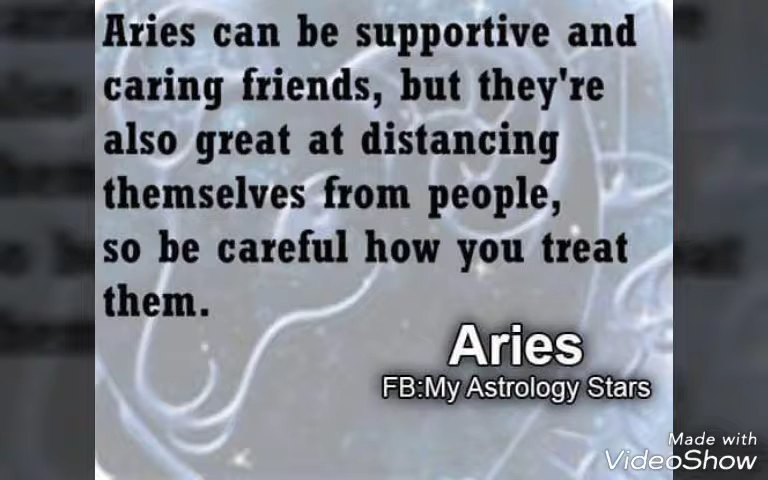 Aries can be supportive and
caring friends, but they're
also great at distancing
themselves from people,
so be careful how you treat
them.
Aries
FB:My Astrology Stars
Made with
VideoShow